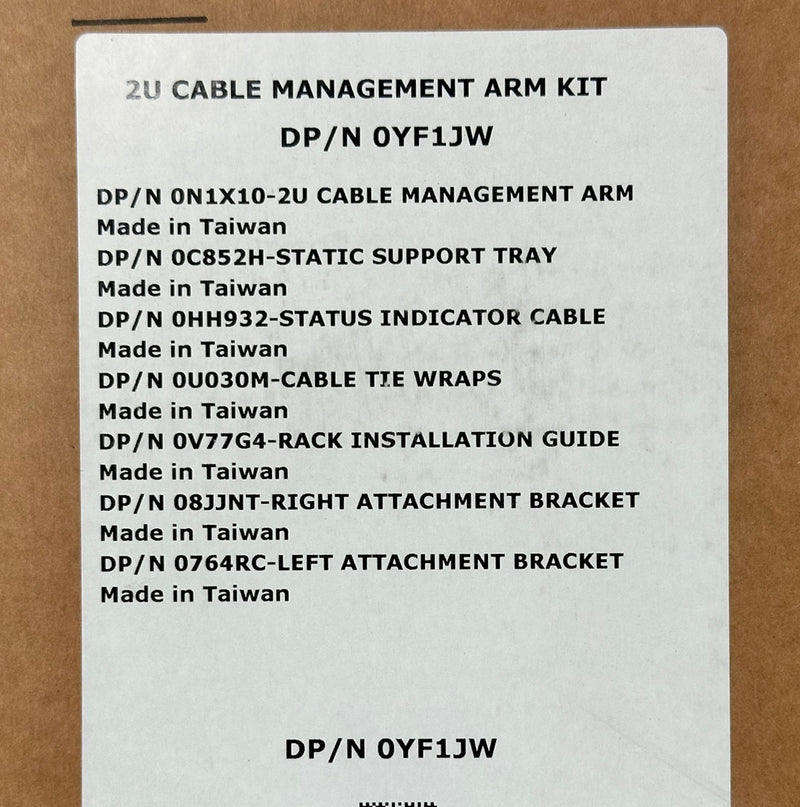 2U CABLE MANAGEMENT ARM KIT
DP/N 0YF1JW
DP/N 0N1X10-2U CABLE MANAGEMENT ARM
Made in Taiwan
DP/N 0C852H-STATIC SUPPORT TRAY
Made in Taiwan
DP/N 0HH932-STATUS INDICATOR CABLE
Made in Taiwan
DP/N 0U030M-CABLE TIE WRAPS
Made in Taiwan
DP/N 0V77G4-RACK INSTALLATION GUIDE
Made in Taiwan
DP/N 08JJNT-RIGHT ATTACHMENT BRACKET
Made in Taiwan
DP/N 0764RC-LEFT ATTACHMENT BRACKET
Made in Taiwan
DP/N 0YF1JW